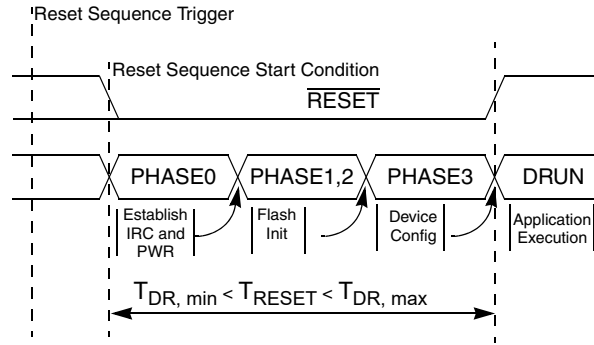 Reset Sequence Trigger
Reset Sequence Start Condition
RESET
PHASE0
PHASE1,2
PHASE3
DRUN
Establish
IRC and
PWR
Flash
Init
Device
Config
Application
Execution
TDR, min < TRESET < TDR, max